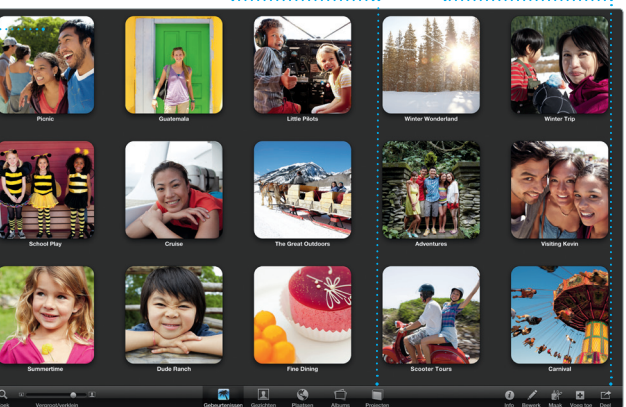 Picnic
Guatemala
Little Pilots
Winter Wonderland
Winter Trip
School Play
Cruise
The Great Outdoors
Adventures
Visiting Kevin
Summertime
Dude Ranch
Fine Dining
Scooter Tours
Carnival
oek Vergroot/verklein Gebeurtenissen Gezichten Plaatsen Albums Projecten Info Bewerk Maak Voeg toe Deel